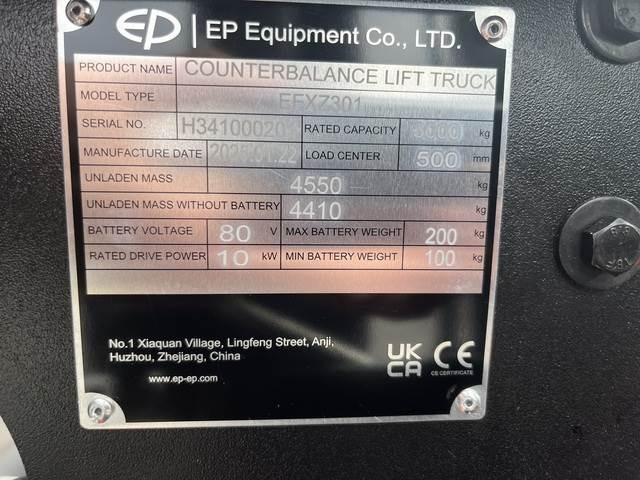 EP | EP Equipment Co., LTD.
PRODUCT NAME COUNTERBALANCE LIFT TRUCK
MODEL TYPE EFXZ301
SERIAL NO. H34100020 RATED CAPACITY 3000 kg
MANUFACTURE DATE LOAD CENTER 500 mm
UNLADEN MASS 4550 kg
UNLADEN MASS WITHOUT BATTERY 4410 kg
BATTERY VOLTAGE 80 V MAX BATTERY WEIGHT 200 kg
RATED DRIVE POWER 10 kW MIN BATTERY WEIGHT 100 kg
No.1 Xiaquan Village, Lingfeng Street, Anji,
Huzhou, Zhejiang, China
www.ep-ep.com
UK
CA CE
CE CERTIFICATE